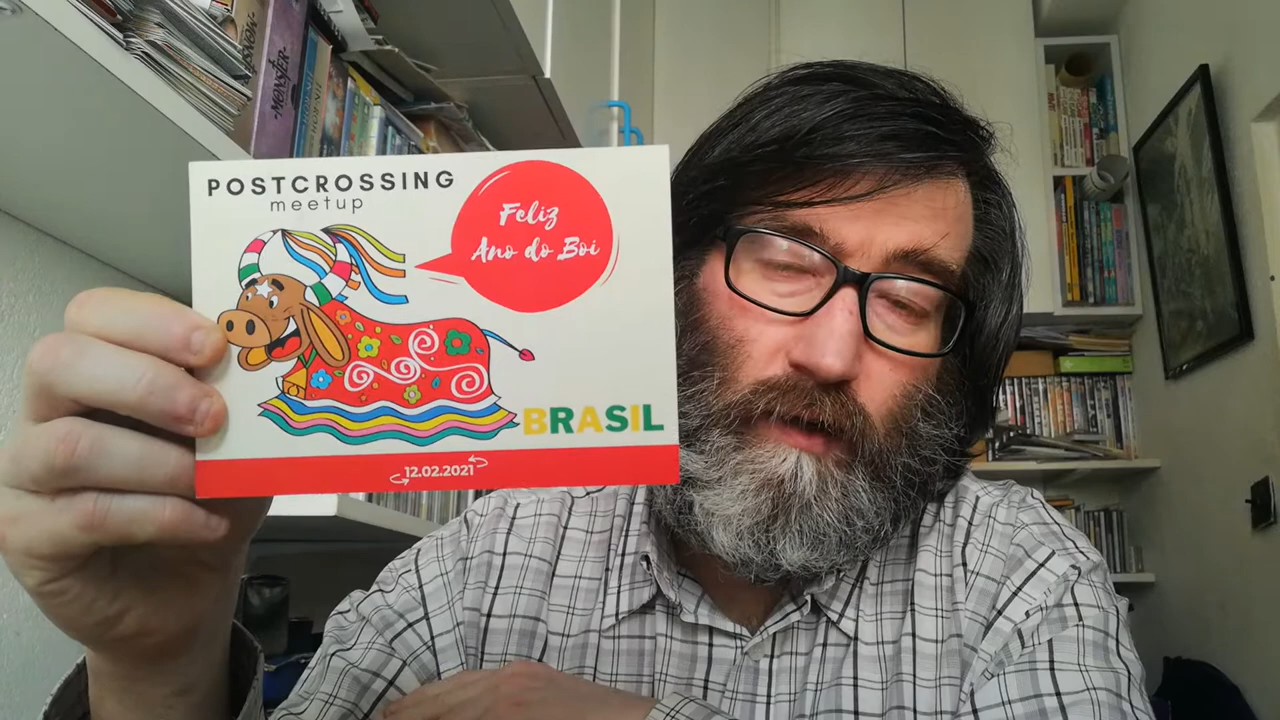 POSTCROSSING
meetup
Feliz
Ano do Boi
BRASIL
12.02.2021
MONSTER